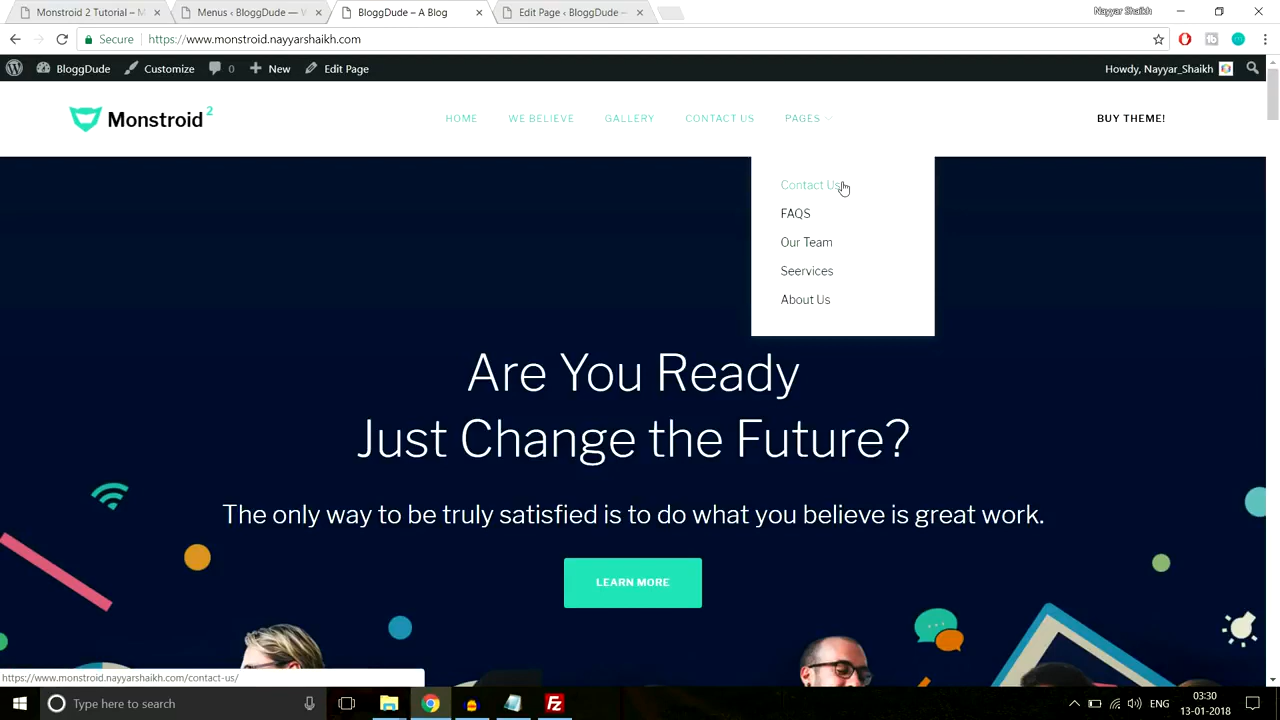 Monstroid 2 Tutorial – M
Menus ‹ BloggDude — W
BloggDude – A Blog
Edit Page ‹ BloggDude –
Nayyar Shaikh
Secure
https://www.monstroid.nayyarshaikh.com
BloggDude
Customize
0
New
Edit Page
Howdy, Nayyar_Shaikh
Monstroid 2
HOME
WE BELIEVE
GALLERY
CONTACT US
PAGES
BUY THEME!
Contact Us
FAQS
Our Team
Seervices
About Us
Are You Ready
Just Change the Future?
The only way to be truly satisfied is to do what you believe is great work.
LEARN MORE
https://www.monstroid.nayyarshaikh.com/contact-us/
Type here to search
ENG
03:30
13-01-2018